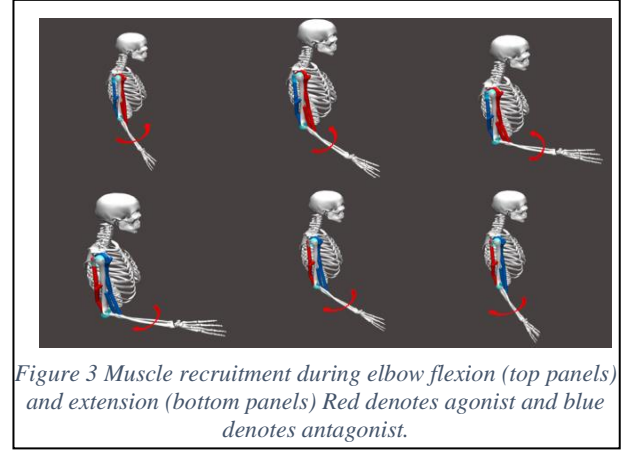 Figure 3 Muscle recruitment during elbow flexion (top panels)
and extension (bottom panels) Red denotes agonist and blue
denotes antagonist.